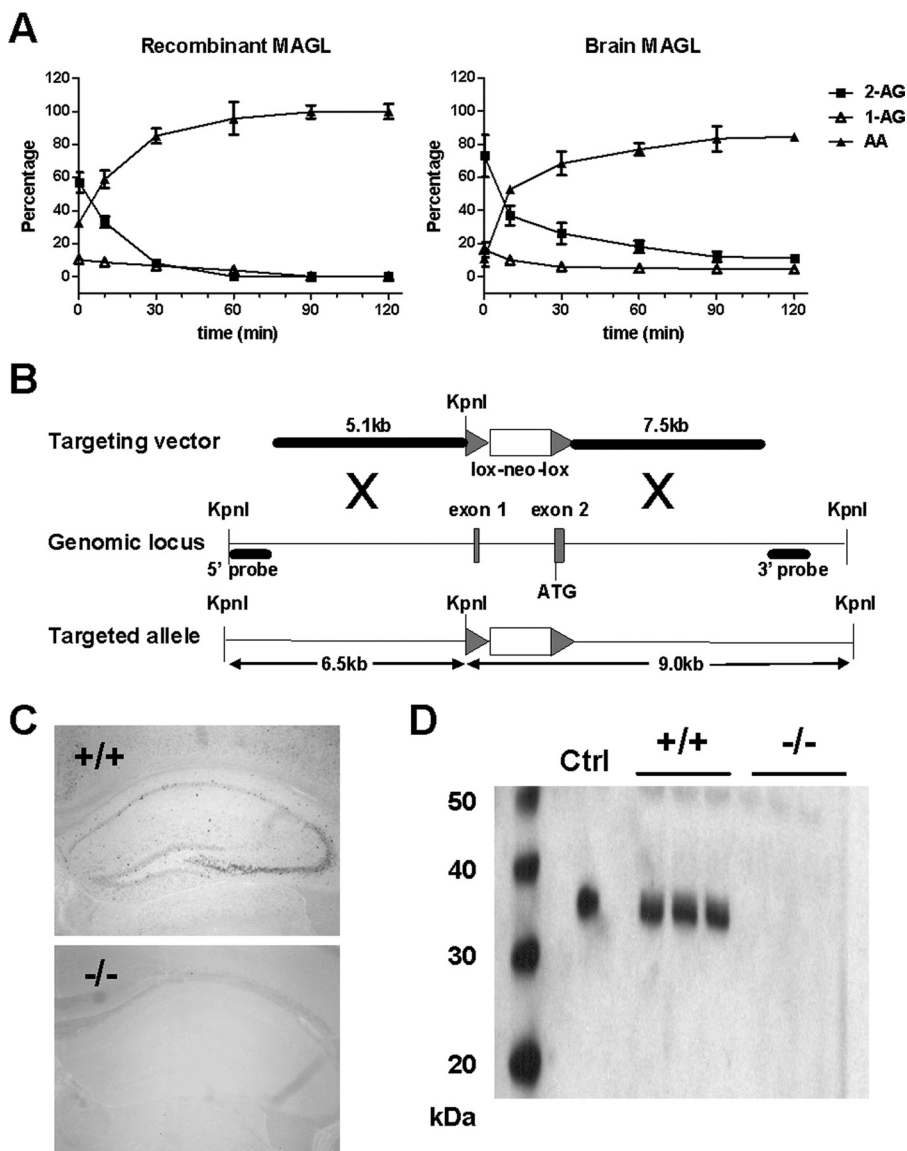 A
Recombinant MAGL
Brain MAGL
120
100
80
60
40
20
0
Percentage
0 30 60 90 120
time (min)
120
100
80
60
40
20
0
Percentage
0 30 60 90 120
time (min)
2-AG
1-AG
AA
B
Targeting vector
5.1kb
KpnI
7.5kb
lox-neo-lox
X X
Genomic locus
KpnI
exon 1 exon 2
KpnI
5' probe
ATG
3' probe
Targeted allele
KpnI KpnI KpnI
6.5kb 9.0kb
C
+/+
-/-
D
Ctrl +/+ -/-
50
40
30
20
kDa